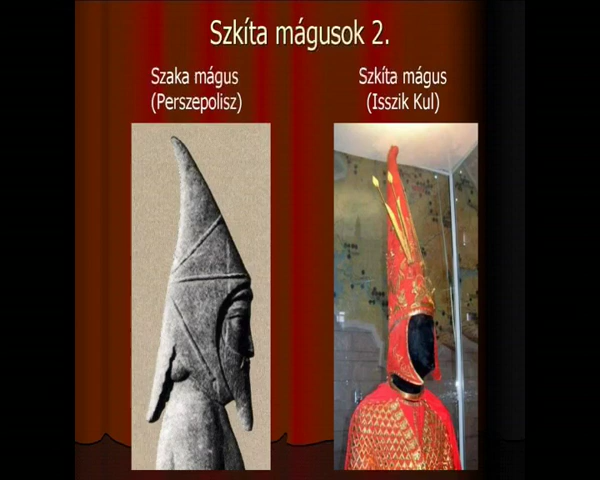 Szkíta mágusok 2.
Szaka mágus
(Perszepolisz)
Szkíta mágus
(Isszik Kul)